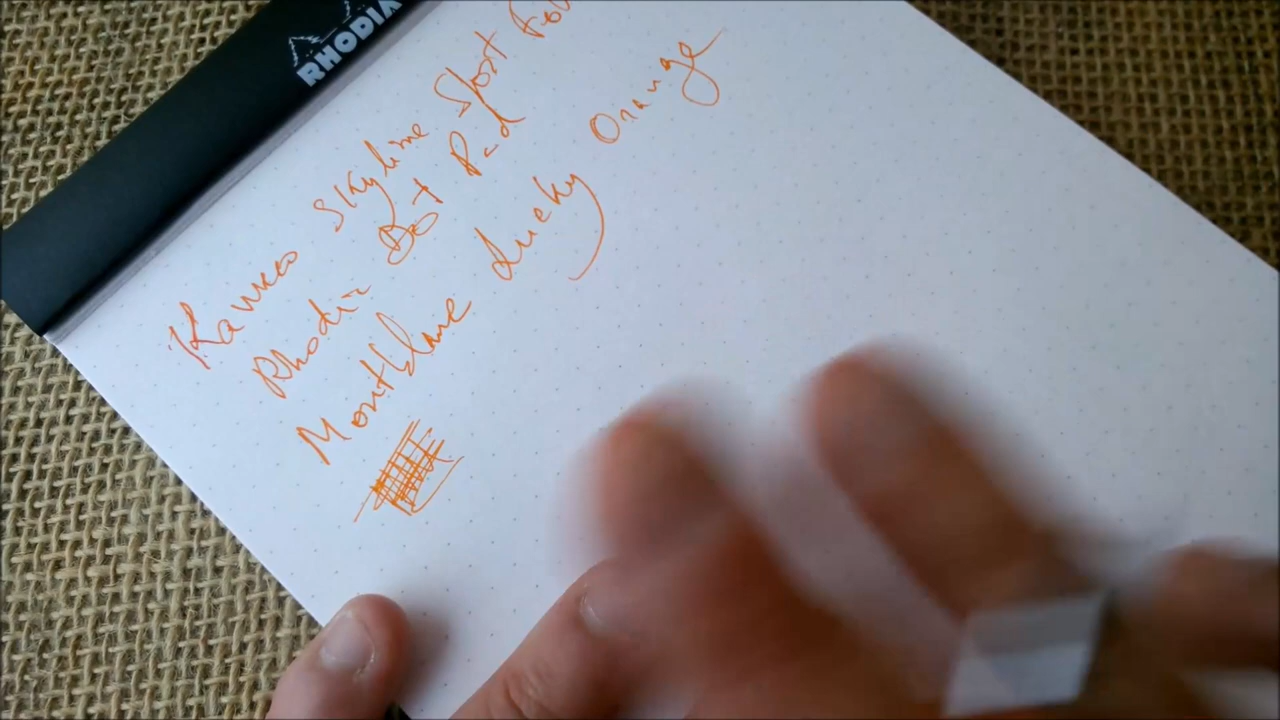 RHODIA
Kaweco Skyline Sport
Rhodia Dot Pad
Montblanc Lucky Orange